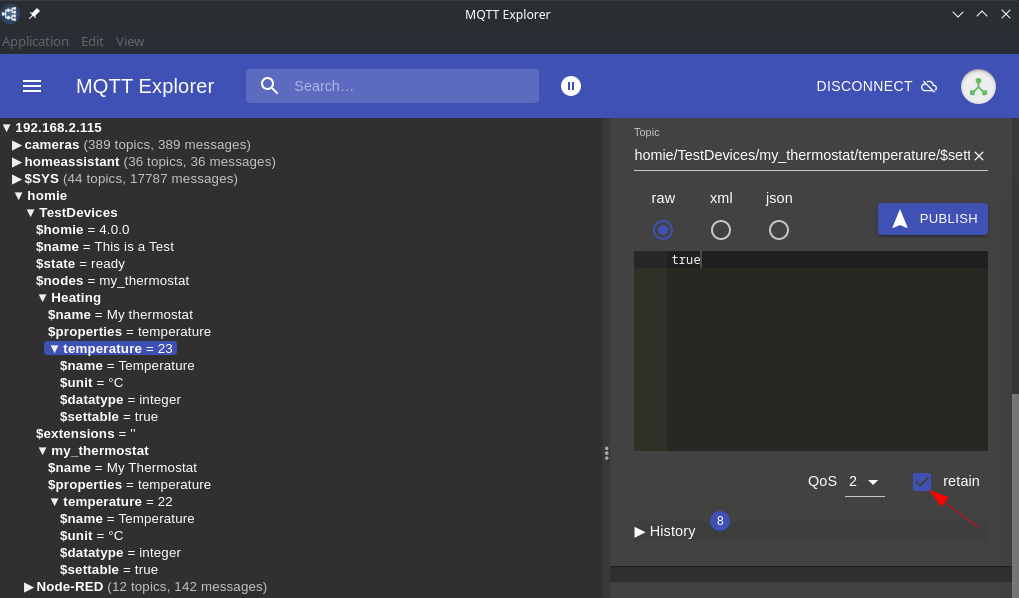 MQTT Explorer
Application Edit View
MQTT Explorer
Search...
DISCONNECT
▼ 192.168.2.115
▶ cameras (389 topics, 389 messages)
▶ homeassistant (36 topics, 36 messages)
▶ $SYS (44 topics, 17787 messages)
▼ homie
▼ TestDevices
$homie = 4.0.0
$name = This is a Test
$state = ready
$nodes = my_thermostat
▼ Heating
$name = My thermostat
$properties = temperature
▼ temperature = 23
$name = Temperature
$unit = °C
$datatype = integer
$settable = true
$extensions = ''
▼ my_thermostat
$name = My Thermostat
$properties = temperature
▼ temperature = 22
$name = Temperature
$unit = °C
$datatype = integer
$settable = true
▶ Node-RED (12 topics, 142 messages)
Topic
homie/TestDevices/my_thermostat/temperature/$sett
raw xml json
PUBLISH
true
QoS 2 retain
▶ History 8